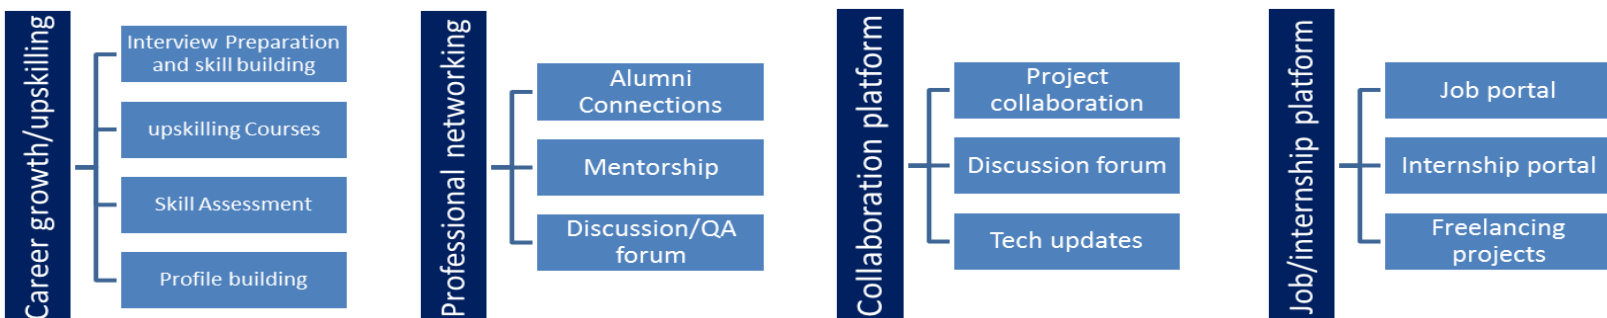 Career growth/upskilling
Interview Preparation
and skill building
upskilling Courses
Skill Assessment
Profile building
Professional networking
Alumni
Connections
Mentorship
Discussion/QA
forum
Collaboration platform
Project
collaboration
Discussion forum
Tech updates
Job/internship platform
Job portal
Internship portal
Freelancing
projects